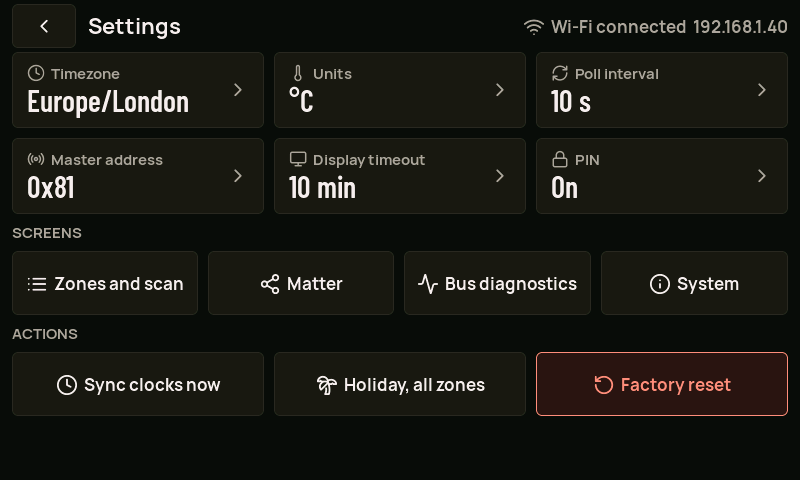 Settings
Wi-Fi connected 192.168.1.40
Timezone
Europe/London
Units
°C
Poll interval
10 s
Master address
0x81
Display timeout
10 min
PIN
On
SCREENS
Zones and scan
Matter
Bus diagnostics
System
ACTIONS
Sync clocks now
Holiday, all zones
Factory reset